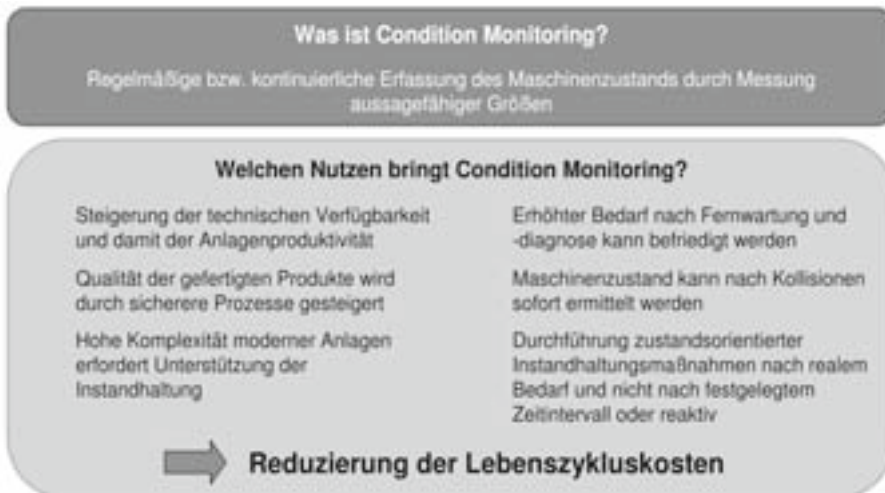 Was ist Condition Monitoring?
Regelmäßige bzw. kontinuierliche Erfassung des Maschinenzustands durch Messung
aussagefähiger Größen
Welchen Nutzen bringt Condition Monitoring?
Steigerung der technischen Verfügbarkeit
und damit der Anlagenproduktivität
Qualität der gefertigten Produkte wird
durch sicherere Prozesse gesteigert
Hohe Komplexität moderner Anlagen
erfordert Unterstützung der
Instandhaltung
Erhöhter Bedarf nach Fernwartung und
-diagnose kann befriedigt werden
Maschinenzustand kann nach Kollisionen
sofort ermittelt werden
Durchführung zustandsorientierter
Instandhaltungsmaßnahmen nach realem
Bedarf und nicht nach festgelegtem
Zeitintervall oder reaktiv
Reduzierung der Lebenszykluskosten